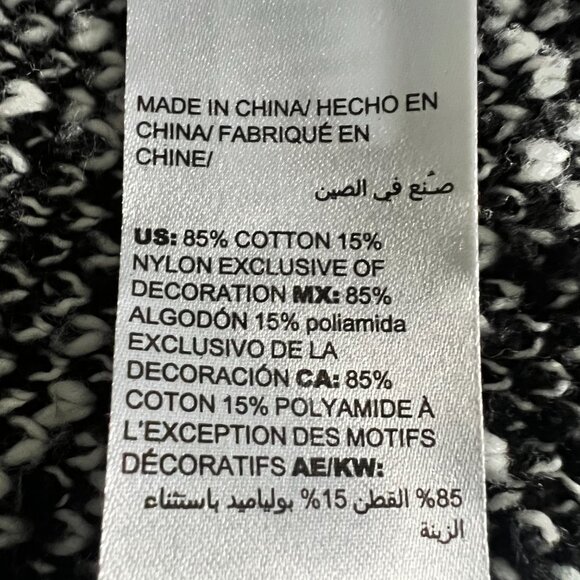 MADE IN CHINA/ HECHO EN
CHINA/ FABRIQUÉ EN
CHINE/
صنع في الصين
US: 85% COTTON 15%
NYLON EXCLUSIVE OF
DECORATION MX: 85%
ALGODÓN 15% poliamida
EXCLUSIVO DE LA
DECORACIÓN CA: 85%
COTON 15% POLYAMIDE À
L'EXCEPTION DES MOTIFS
DÉCORATIFS AE/KW:
85% القطن 15% بولياميد باستثناء
الزينة